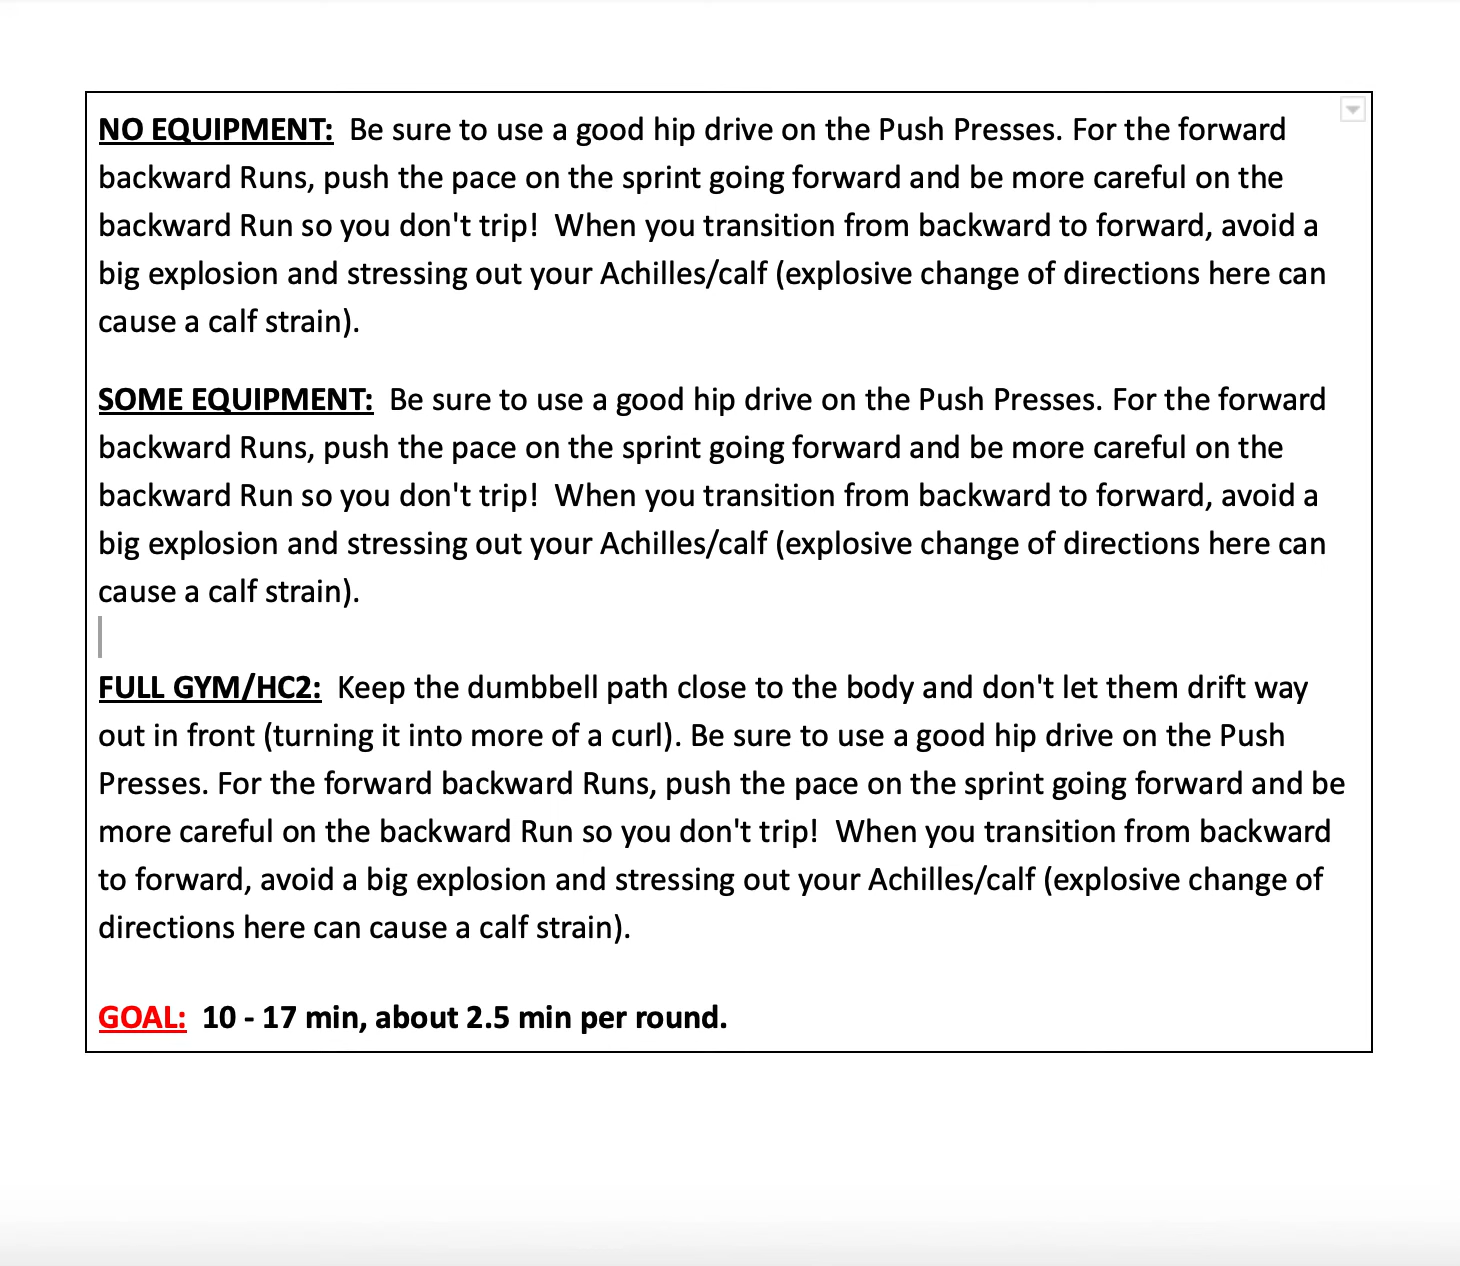 NO EQUIPMENT:  Be sure to use a good hip drive on the Push Presses. For the forward
backward Runs, push the pace on the sprint going forward and be more careful on the
backward Run so you don't trip!  When you transition from backward to forward, avoid a
big explosion and stressing out your Achilles/calf (explosive change of directions here can
cause a calf strain).
SOME EQUIPMENT:  Be sure to use a good hip drive on the Push Presses. For the forward
backward Runs, push the pace on the sprint going forward and be more careful on the
backward Run so you don't trip!  When you transition from backward to forward, avoid a
big explosion and stressing out your Achilles/calf (explosive change of directions here can
cause a calf strain).
FULL GYM/HC2:  Keep the dumbbell path close to the body and don't let them drift way
out in front (turning it into more of a curl). Be sure to use a good hip drive on the Push
Presses. For the forward backward Runs, push the pace on the sprint going forward and be
more careful on the backward Run so you don't trip!  When you transition from backward
to forward, avoid a big explosion and stressing out your Achilles/calf (explosive change of
directions here can cause a calf strain).
GOAL:  10 - 17 min, about 2.5 min per round.